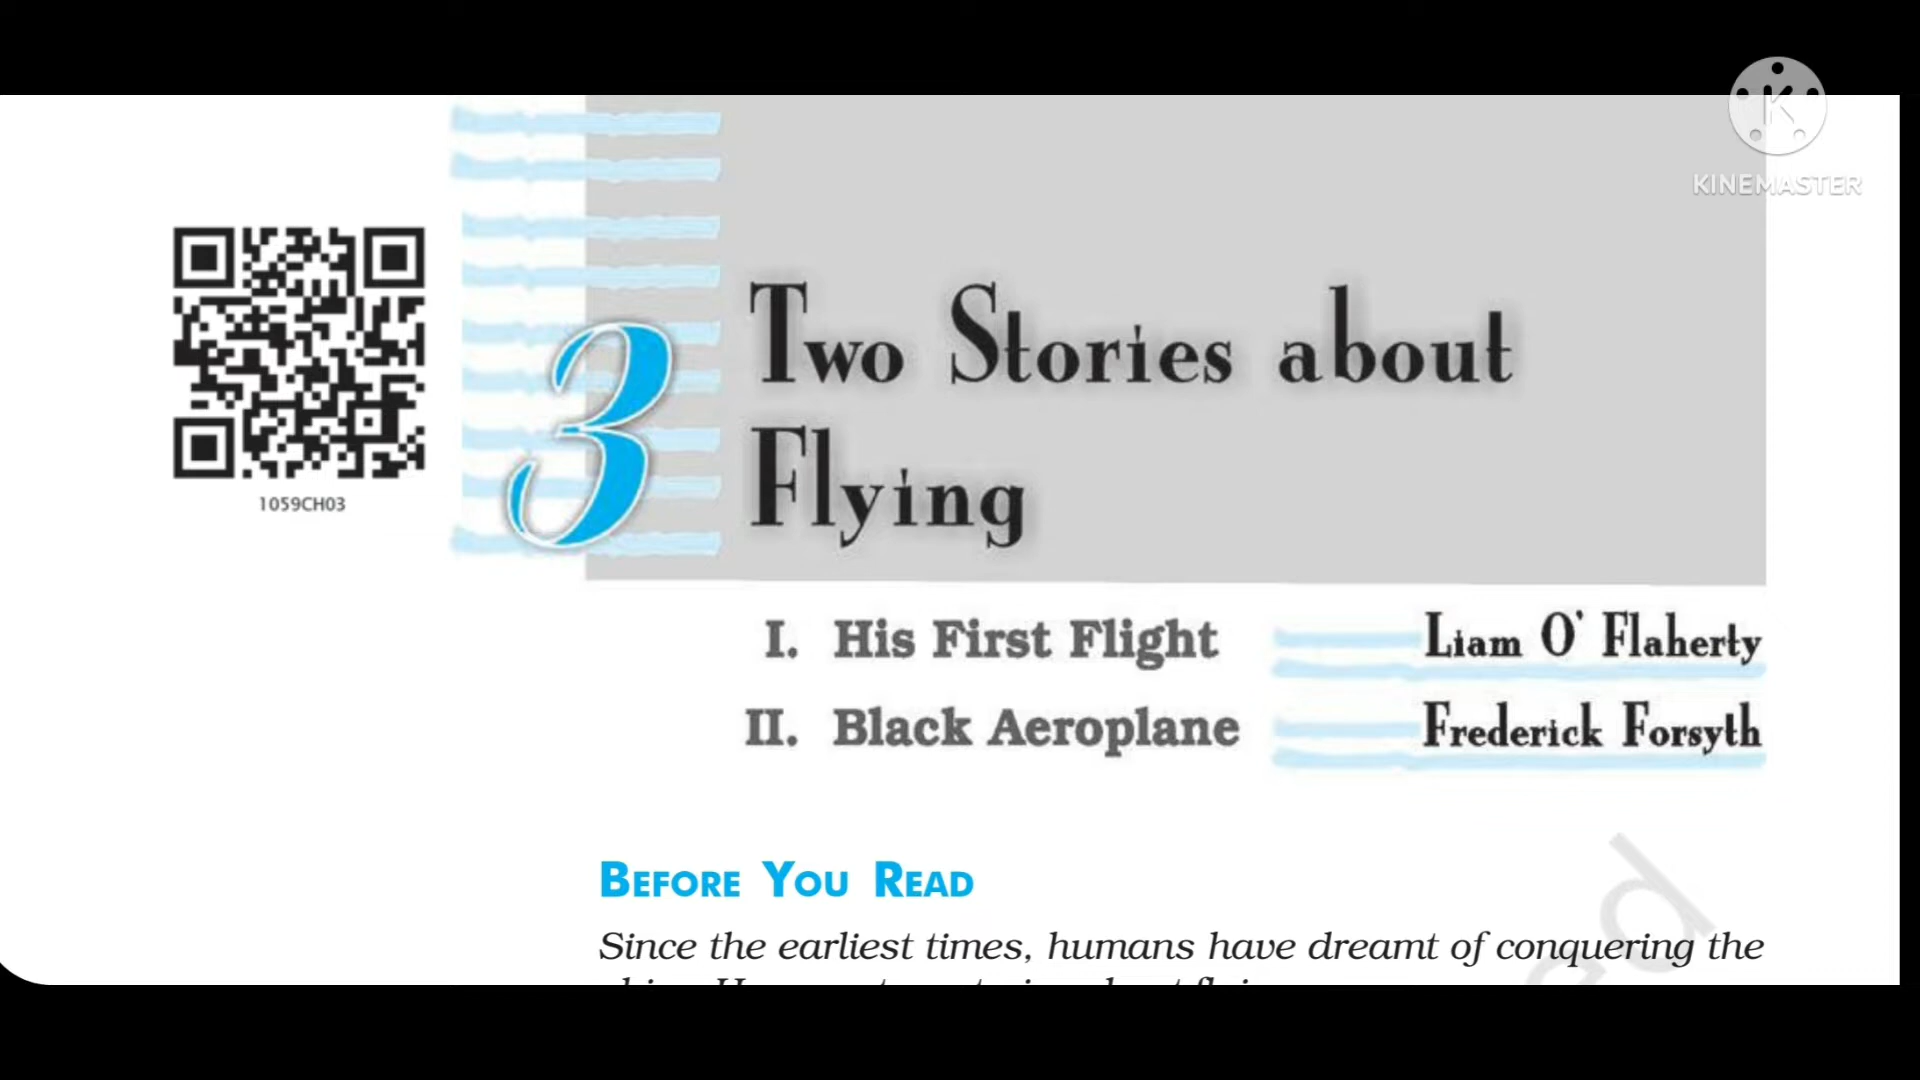 KINEMASTER
3
Two Stories about
Flying
1059CH03
I. His First Flight Liam O' Flaherty
II. Black Aeroplane Frederick Forsyth
BEFORE YOU READ
Since the earliest times, humans have dreamt of conquering the